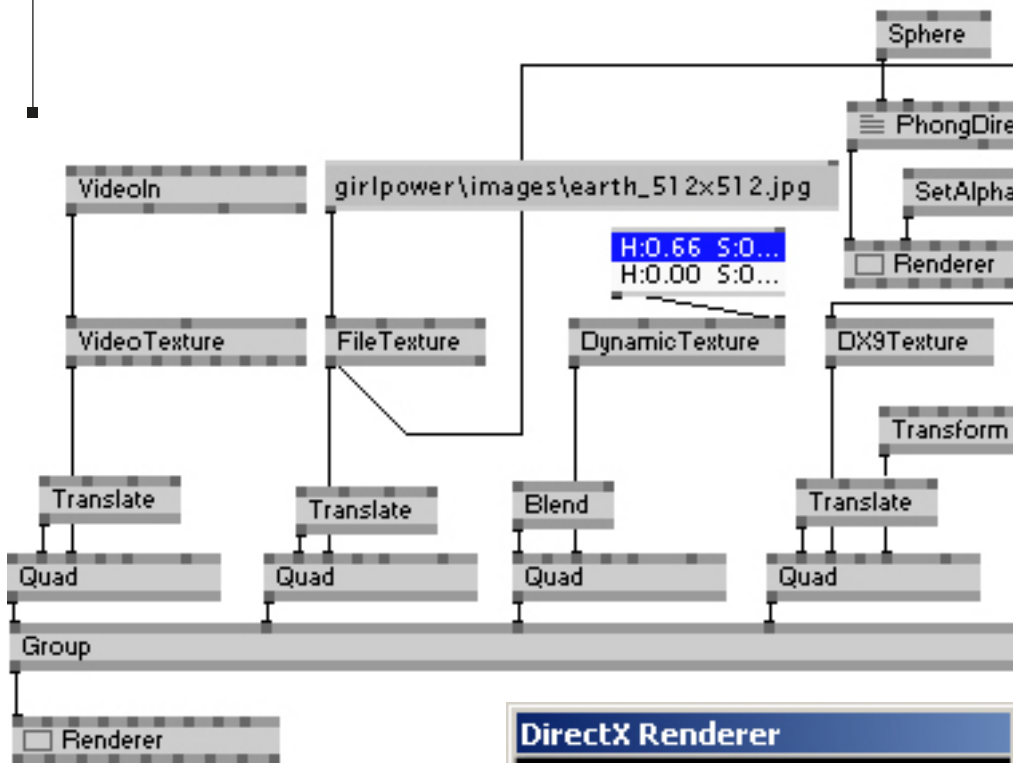 Sphere
PhongDire
VideoIn
girlpower\images\earth_512x512.jpg
SetAlpha
H:0.66 S:0...
H:0.00 S:0...
Renderer
VideoTexture
FileTexture
DynamicTexture
DX9Texture
Transform
Translate
Translate
Blend
Translate
Quad
Quad
Quad
Quad
Group
Renderer
DirectX Renderer